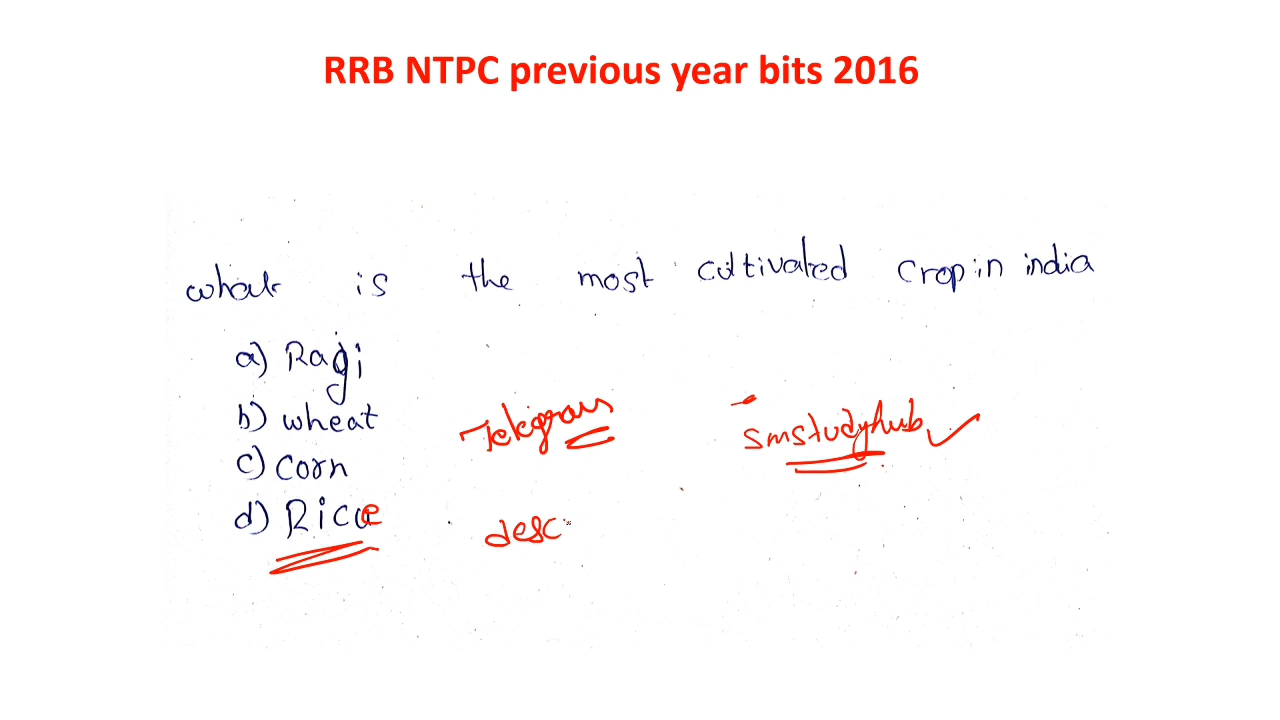 RRB NTPC previous year bits 2016
what is the most cultivated crop in india
a) Ragi
b) wheat
c) corn
d) Rice
Telegram
smstudyhub
desc